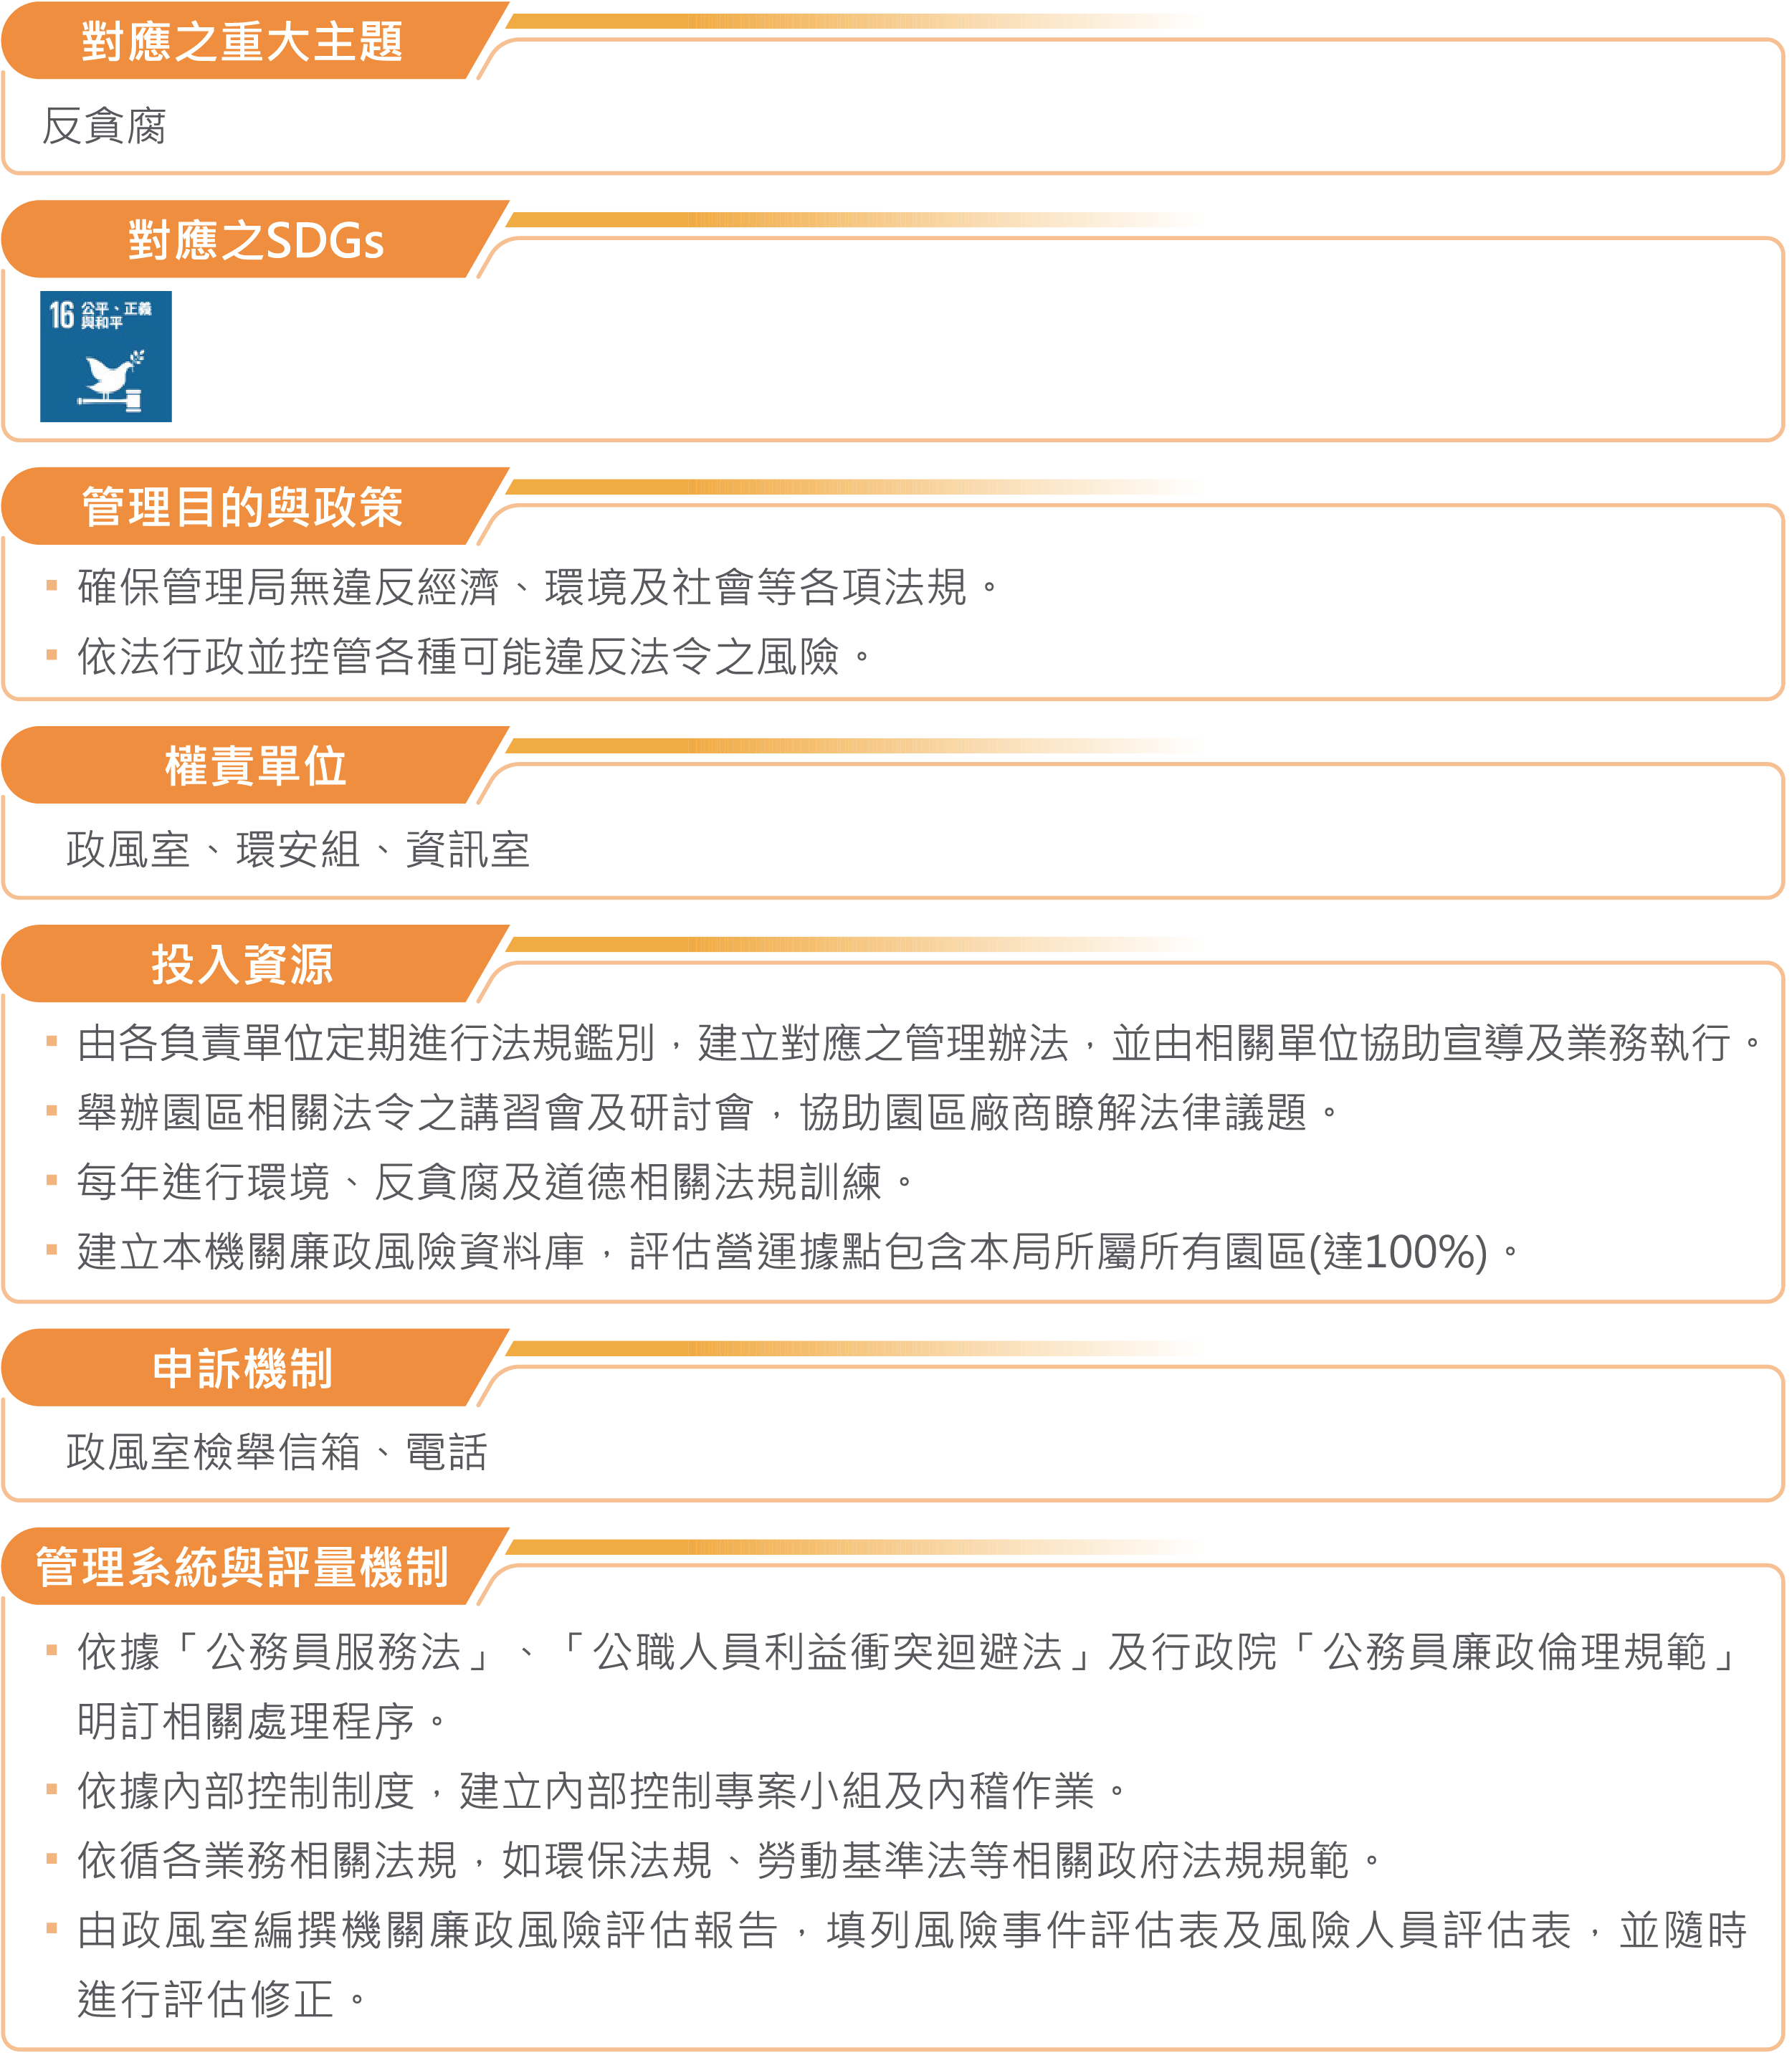 對應之重大主題
反貪腐
對應之SDGs
16 公平、正義
與和平
管理目的與政策
▪ 確保管理局無違反經濟、環境及社會等各項法規。
▪ 依法行政並控管各種可能違反法令之風險。
權責單位
政風室、環安組、資訊室
投入資源
▪ 由各負責單位定期進行法規鑑別，建立對應之管理辦法，並由相關單位協助宣導及業務執行。
▪ 舉辦園區相關法令之講習會及研討會，協助園區廠商瞭解法律議題。
▪ 每年進行環境、反貪腐及道德相關法規訓練。
▪ 建立本機關廉政風險資料庫，評估營運據點包含本局所屬所有園區(達100%)。
申訴機制
政風室檢舉信箱、電話
管理系統與評量機制
▪ 依據「公務員服務法」、「公職人員利益衝突迴避法」及行政院「公務員廉政倫理規範」
明訂相關處理程序。
▪ 依據內部控制制度，建立內部控制專案小組及內稽作業。
▪ 依循各業務相關法規，如環保法規、勞動基準法等相關政府法規規範。
▪ 由政風室編撰機關廉政風險評估報告，填列風險事件評估表及風險人員評估表，並隨時
進行評估修正。